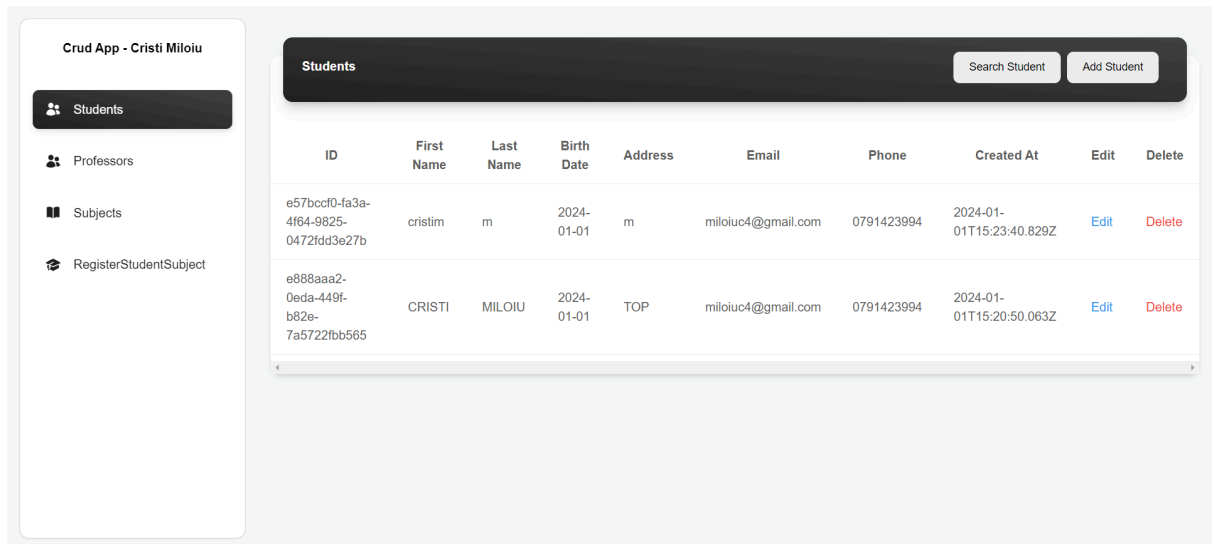 Crud App - Cristi Miloiu
Students
Professors
Subjects
RegisterStudentSubject
Students
Search Student
Add Student
ID
First
Name
Last
Name
Birth
Date
Address
Email
Phone
Created At
Edit
Delete
e57bccf0-fa3a-
4f64-9825-
0472fdd3e27b
cristim
m
2024-
01-01
m
miloiuc4@gmail.com
0791423994
2024-01-
01T15:23:40.829Z
Edit
Delete
e888aaa2-
0eda-449f-
b82e-
7a5722fbb565
CRISTI
MILOIU
2024-
01-01
TOP
miloiuc4@gmail.com
0791423994
2024-01-
01T15:20:50.063Z
Edit
Delete